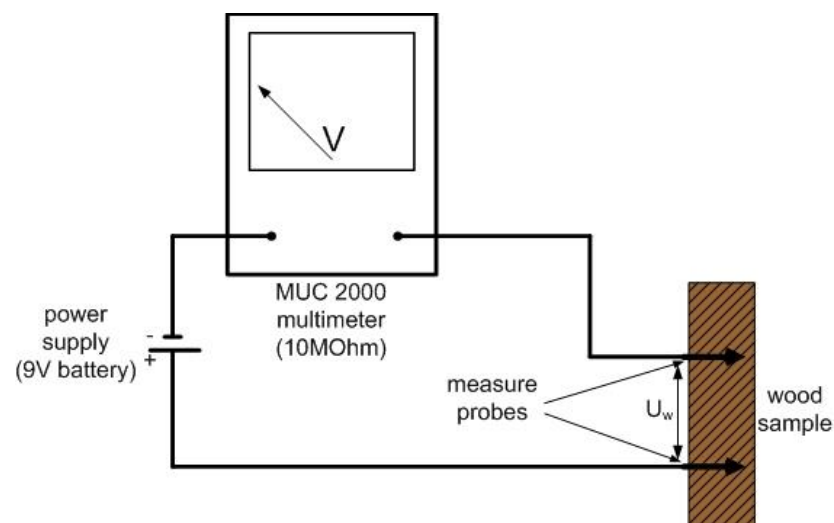 V
MUC 2000
multimeter
(10MOhm)
power
supply
(9V battery)
-
+
measure
probes
Uw
wood
sample